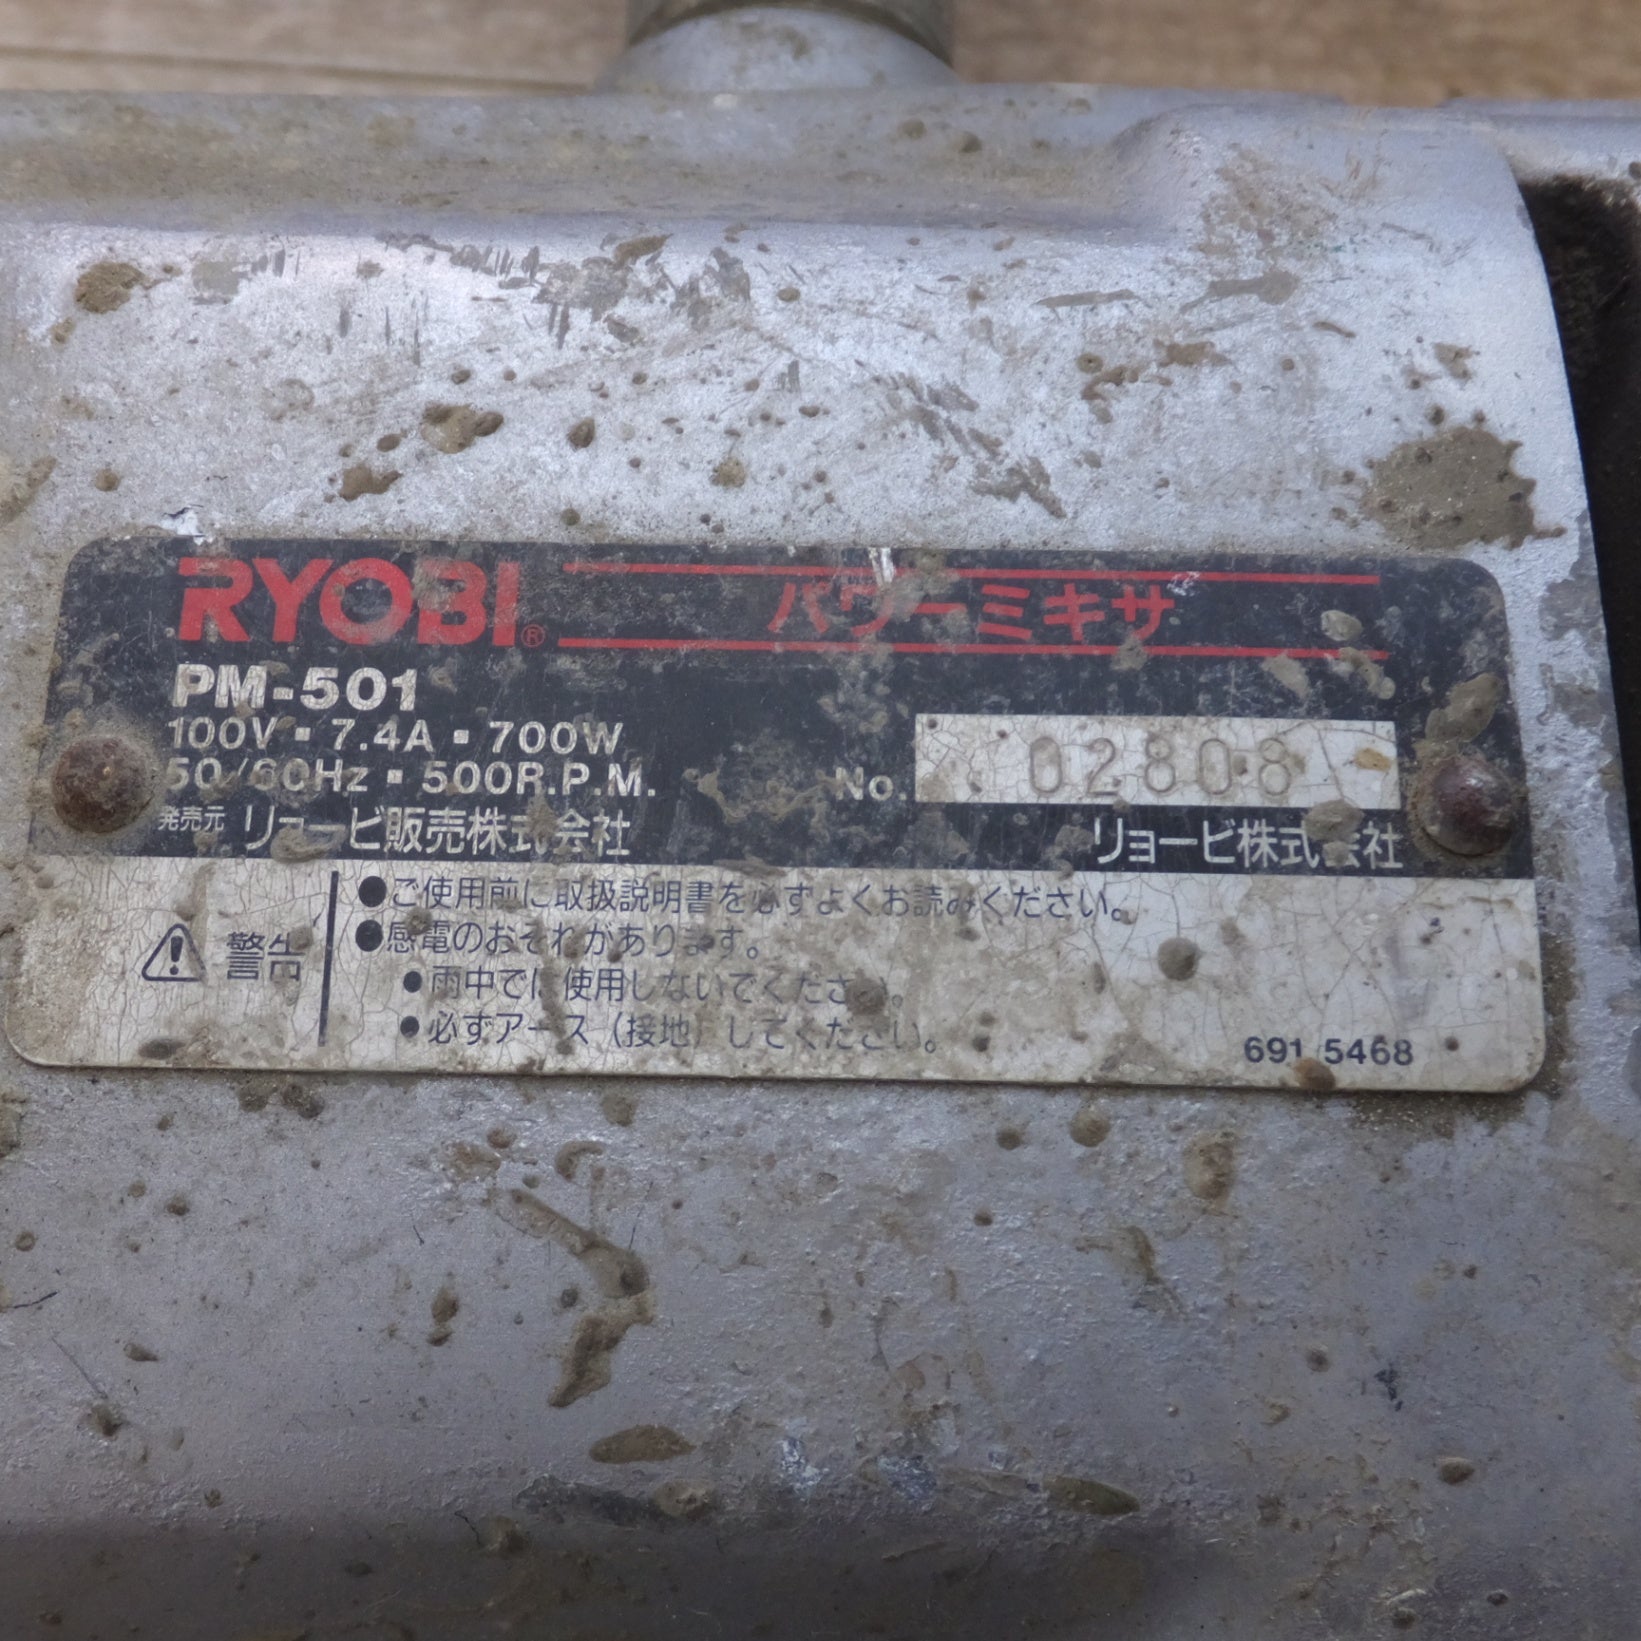 RYOBI® パワーミキサ
PM-501
100V・7.4A・700W
50/60Hz・500R.P.M.
No. 02808
発売元 リョービ販売株式会社
リョービ株式会社
警告
●ご使用前に取扱説明書を必ずよくお読みください。
●感電のおそれがあります。
●雨中では使用しないでください。
●必ずアース（接地）してください。
691 5468